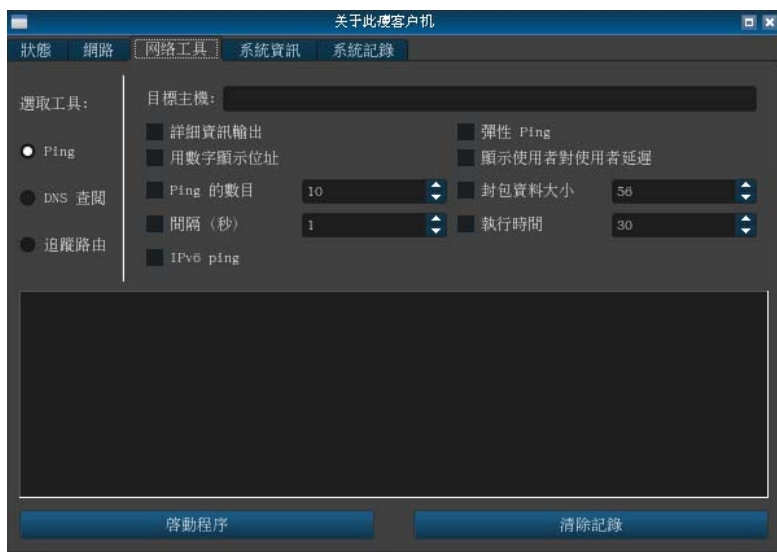 关于此瘦客户机
狀態 網路 网络工具 系統資訊 系統記錄
選取工具:
Ping
DNS 查閱
追蹤路由
目標主機:
詳細資訊輸出 彈性 Ping
用數字顯示位址 顯示使用者對使用者延遲
Ping 的數目 10 封包資料大小 56
間隔 (秒) 1 執行時間 30
IPv6 ping
啓動程序 清除記錄